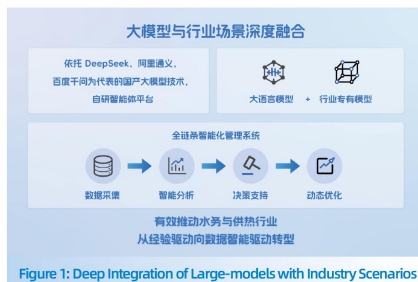 大模型与行业场景深度融合
依托 DeepSeek、阿里通义、
百度千问为代表的国产大模型技术，
自研智能体平台
大语言模型 + 行业专有模型
全链条智能化管理系统
数据采集 智能分析 决策支持 动态优化
有效推动水务与供热行业
从经验驱动向数据智能驱动转型
Figure 1: Deep Integration of Large-models with Industry Scenarios